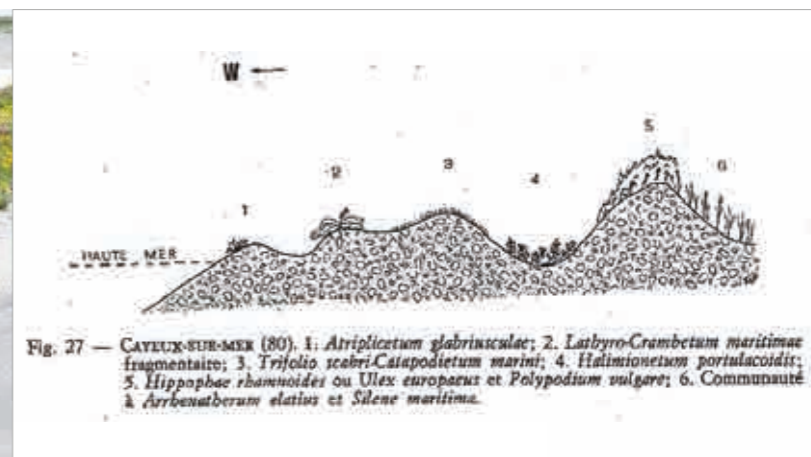 W
5
6
2
3
4
1
HAUTE MER
Fig. 27 — CAYEUX-SUR-MER (80). 1. Atriplicetum glabriusculae; 2. Lathyro-Crambetum maritimae
fragmentaire; 3. Trifolio scabri-Catapodietum marini; 4. Halimionetum portulacoidis;
5. Hippophae rhamnoides ou Ulex europaeus et Polypodium vulgare; 6. Communauté
à Arrhenatherum elatius et Silene maritima.